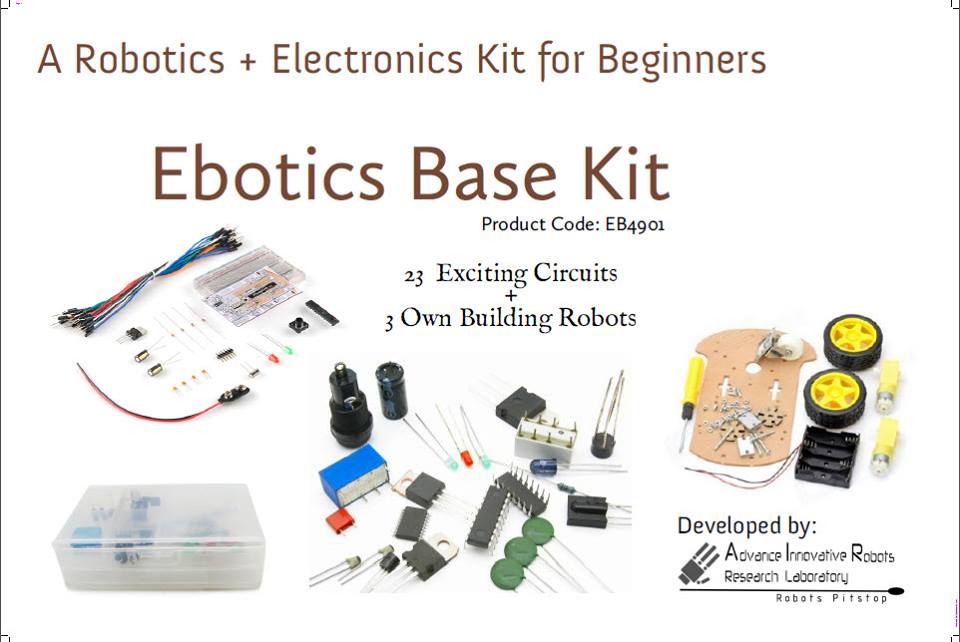 A Robotics + Electronics Kit for Beginners
Ebotics Base Kit
Product Code: EB4901
23 Exciting Circuits
+
3 Own Building Robots
Developed by:
Advance Innovative Robots
Research Laboratory
Robots Pitstop